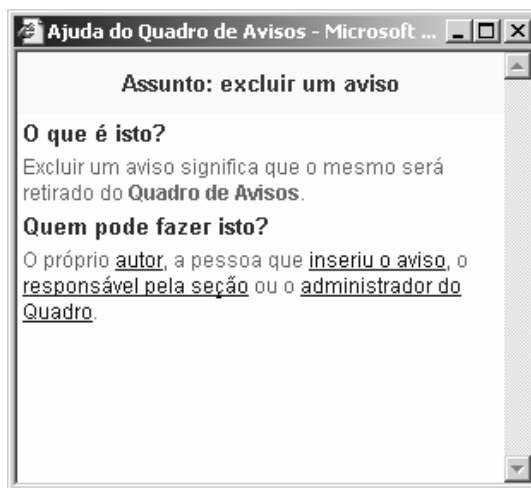 Ajuda do Quadro de Avisos - Microsoft ...
Assunto: excluir um aviso
O que é isto?
Excluir um aviso significa que o mesmo será
retirado do Quadro de Avisos.
Quem pode fazer isto?
O próprio autor, a pessoa que inseriu o aviso, o
responsável pela seção ou o administrador do
Quadro.